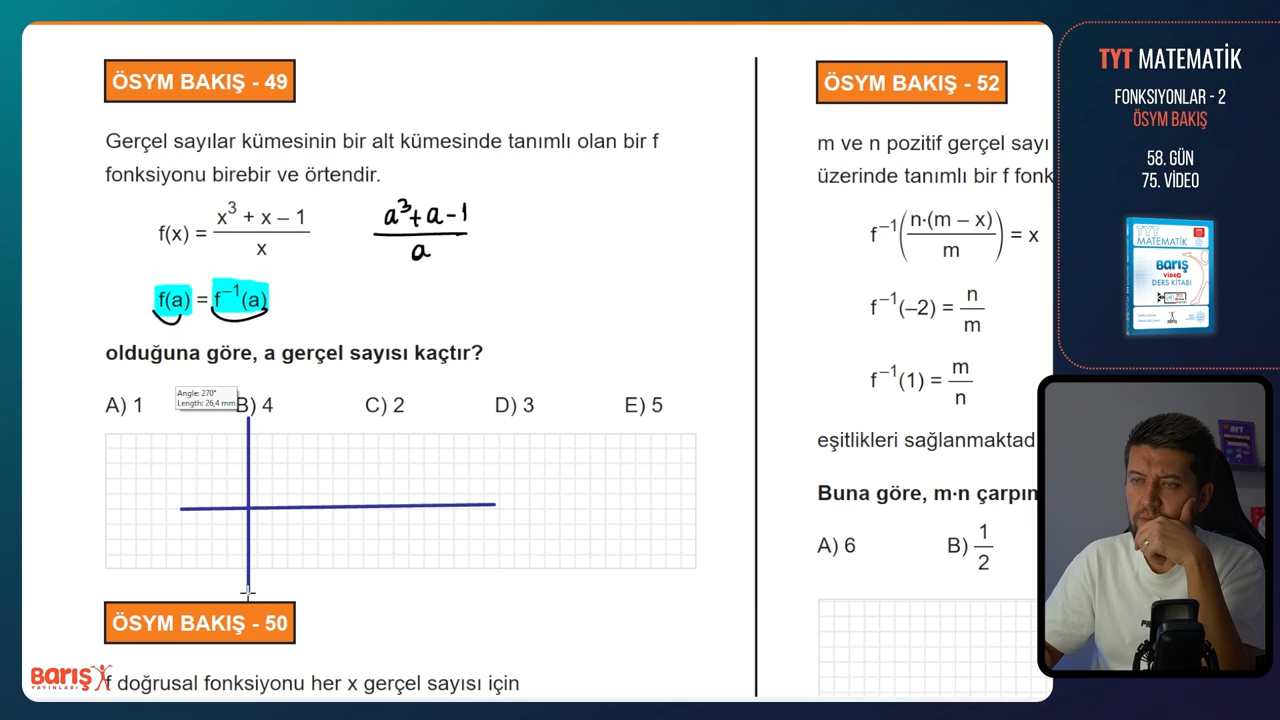 ÖSYM BAKIŞ - 49
Gerçel sayılar kümesinin bir alt kümesinde tanımlı olan bir f
fonksiyonu birebir ve örtendir.
f(x) = (x³ + x – 1)/x
(a³ + a - 1)/a
f(a) = f⁻¹(a)
olduğuna göre, a gerçel sayısı kaçtır?
Angle: 270°
Length: 26,4 mm
A) 1 B) 4 C) 2 D) 3 E) 5
ÖSYM BAKIŞ - 50
f doğrusal fonksiyonu her x gerçel sayısı için
BARIŞ
YAYINLARI
ÖSYM BAKIŞ - 52
m ve n pozitif gerçel sayı
üzerinde tanımlı bir f fonk
f⁻¹(n·(m – x)/m) = x
f⁻¹(–2) = n/m
f⁻¹(1) = m/n
eşitlikleri sağlanmaktad
Buna göre, m·n çarpım
A) 6 B) 1/2
TYT MATEMATİK
FONKSIYONLAR - 2
ÖSYM BAKIŞ
58. GÜN
75. VİDEO
TYT
MATEMATİK
BARIŞ
VİDEO
DERS KİTABI